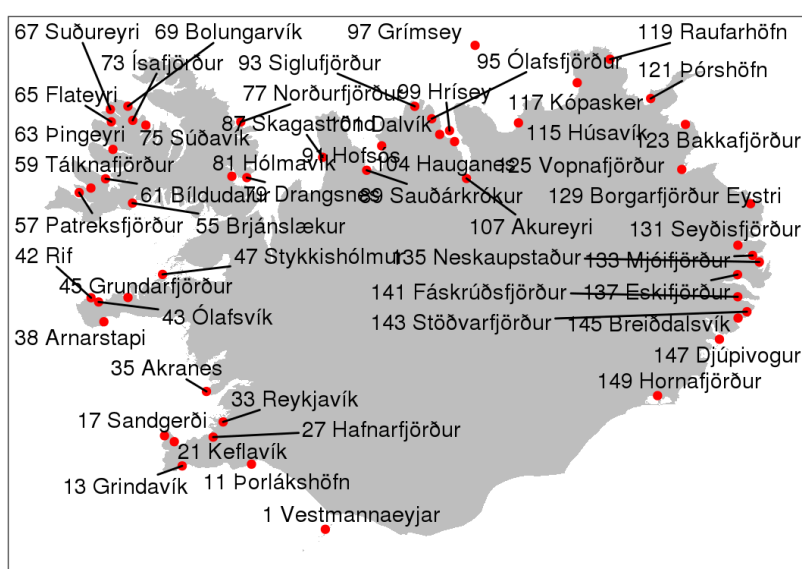 67 Suðureyri
69 Bolungarvík
97 Grímsey
119 Raufarhöfn
73 Ísafjörður
93 Siglufjörður
95 Ólafsfjörður
121 Þórshöfn
65 Flateyri
77 Norðurfjörður
99 Hrísey
117 Kópasker
63 Þingeyri
75 Súðavík
87 Skagaströnd
Dalvík
115 Húsavík
123 Bakkafjörður
59 Tálknafjörður
81 Hólmavík
Hofsós
104 Hauganes
125 Vopnafjörður
61 Bíldudalur
79 Drangsnes
89 Sauðárkrókur
129 Borgarfjörður Eystri
57 Patreksfjörður
55 Brjánslækur
107 Akureyri
131 Seyðisfjörður
42 Rif
47 Stykkishólmur
135 Neskaupstaður
133 Mjóifjörður
45 Grundarfjörður
141 Fáskrúðsfjörður
137 Eskifjörður
43 Ólafsvík
143 Stöðvarfjörður
145 Breiðdalsvík
38 Arnarstapi
147 Djúpivogur
35 Akranes
149 Hornafjörður
33 Reykjavík
17 Sandgerði
27 Hafnarfjörður
21 Keflavík
13 Grindavík
11 Þorlákshöfn
1 Vestmannaeyjar